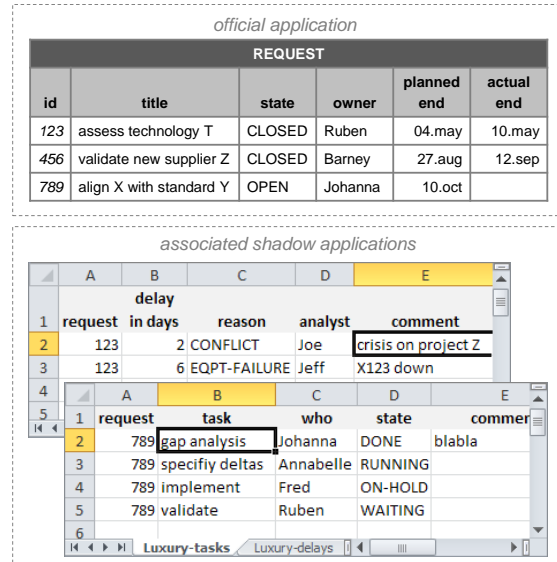 official application
REQUEST
id title state owner planned end actual end
123 assess technology T CLOSED Ruben 04.may 10.may
456 validate new supplier Z CLOSED Barney 27.aug 12.sep
789 align X with standard Y OPEN Johanna 10.oct
associated shadow applications
A B C D E
1 request delay in days reason analyst comment
2 123 2 CONFLICT Joe crisis on project Z
3 123 6 EQPT-FAILURE Jeff X123 down
4
5
A B C D E
1 request task who state commer
2 789 gap analysis Johanna DONE blabla
3 789 specifiy deltas Annabelle RUNNING
4 789 implement Fred ON-HOLD
5 789 validate Ruben WAITING
6
Luxury-tasks Luxury-delays